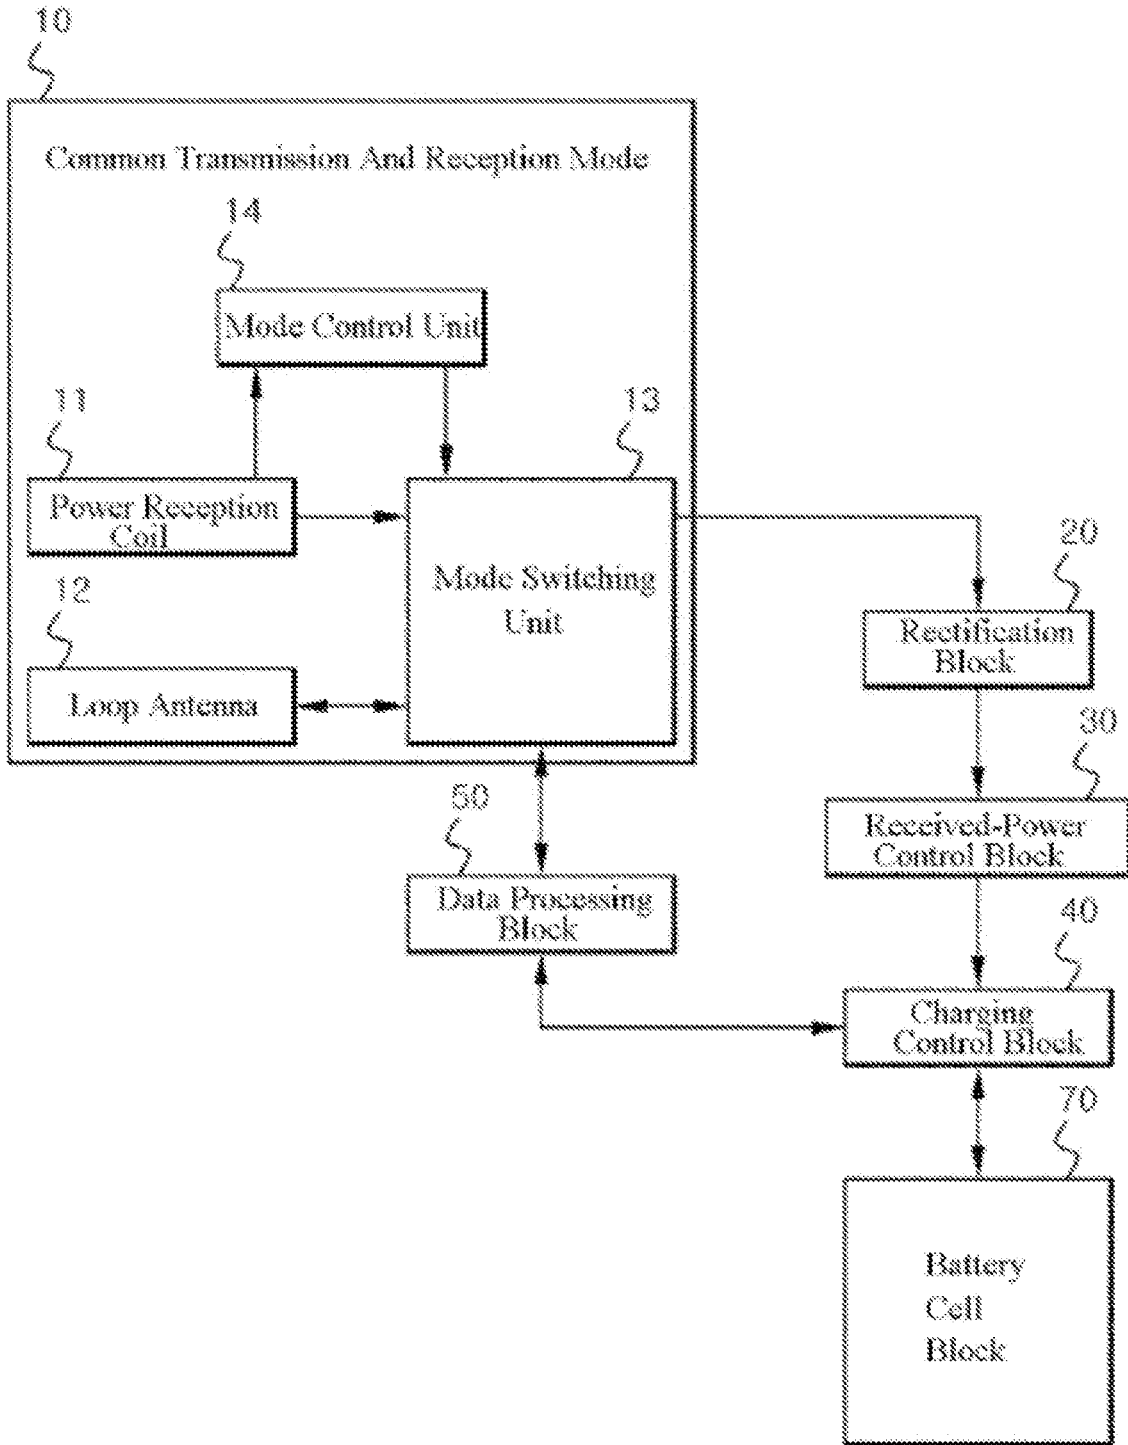 10
Common Transmission And Reception Mode
14
Mode Control Unit
11
13
Power Reception
Coil
20
12
Mode Switching
Unit
Rectification
Block
Loop Antenna
30
50
Received-Power
Control Block
Data Processing
Block
40
Charging
Control Block
70
Battery
Cell
Block